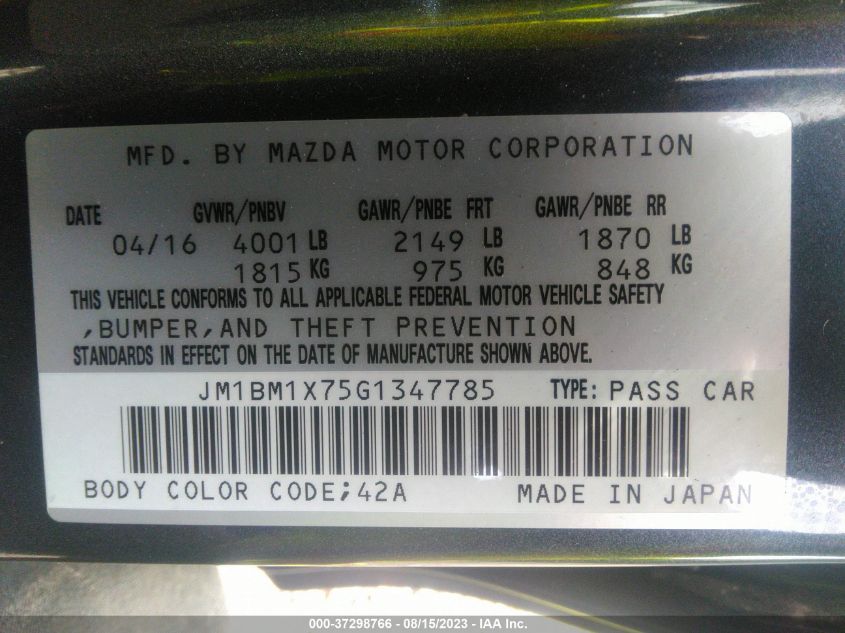 MFD. BY MAZDA MOTOR CORPORATION
DATE GVWR/PNBV GAWR/PNBE FRT GAWR/PNBE RR
04/16 4001 LB 2149 LB 1870 LB
1815 KG 975 KG 848 KG
THIS VEHICLE CONFORMS TO ALL APPLICABLE FEDERAL MOTOR VEHICLE SAFETY
,BUMPER,AND THEFT PREVENTION
STANDARDS IN EFFECT ON THE DATE OF MANUFACTURE SHOWN ABOVE.
JM1BM1X75G1347785 TYPE: PASS CAR
BODY COLOR CODE;42A MADE IN JAPAN
000-37298766 - 08/15/2023 - IAA Inc.